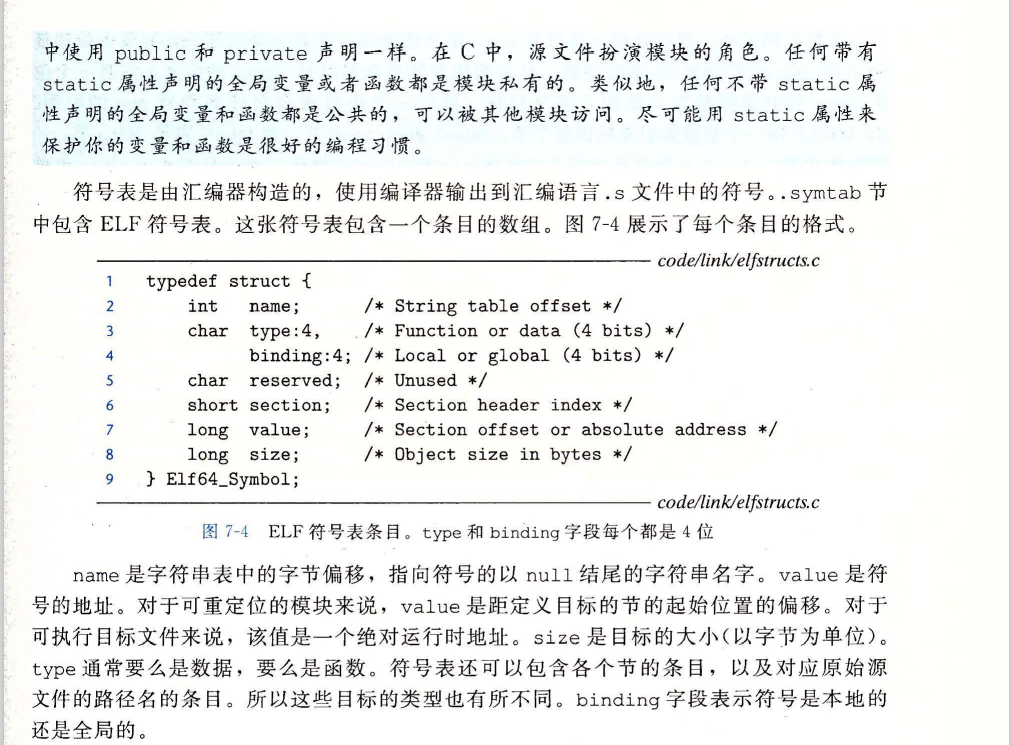 中使用 public 和 private 声明一样。在 C 中，源文件扮演模块的角色。任何带有
static 属性声明的全局变量或者函数都是模块私有的。类似地，任何不带 static 属
性声明的全局变量和函数都是公共的，可以被其他模块访问。尽可能用 static 属性来
保护你的变量和函数是很好的编程习惯。
符号表是由汇编器构造的，使用编译器输出到汇编语言.s 文件中的符号。.symtab 节
中包含 ELF 符号表。这张符号表包含一个条目的数组。图 7-4 展示了每个条目的格式。
code/link/elfstructs.c
1 typedef struct {
2 int name; /* String table offset */
3 char type:4, /* Function or data (4 bits) */
4 binding:4; /* Local or global (4 bits) */
5 char reserved; /* Unused */
6 short section; /* Section header index */
7 long value; /* Section offset or absolute address */
8 long size; /* Object size in bytes */
9 } Elf64_Symbol;
code/link/elfstructs.c
图 7-4 ELF 符号表条目。type 和 binding 字段每个都是 4 位
name 是字符串表中的字节偏移，指向符号的以 null 结尾的字符串名字。value 是符
号的地址。对于可重定位的模块来说，value 是距定义目标的节的起始位置的偏移。对于
可执行目标文件来说，该值是一个绝对运行时地址。size 是目标的大小(以字节为单位)。
type 通常要么是数据，要么是函数。符号表还可以包含各个节的条目，以及对应原始源
文件的路径名的条目。所以这些目标的类型也有所不同。binding 字段表示符号是本地的
还是全局的。